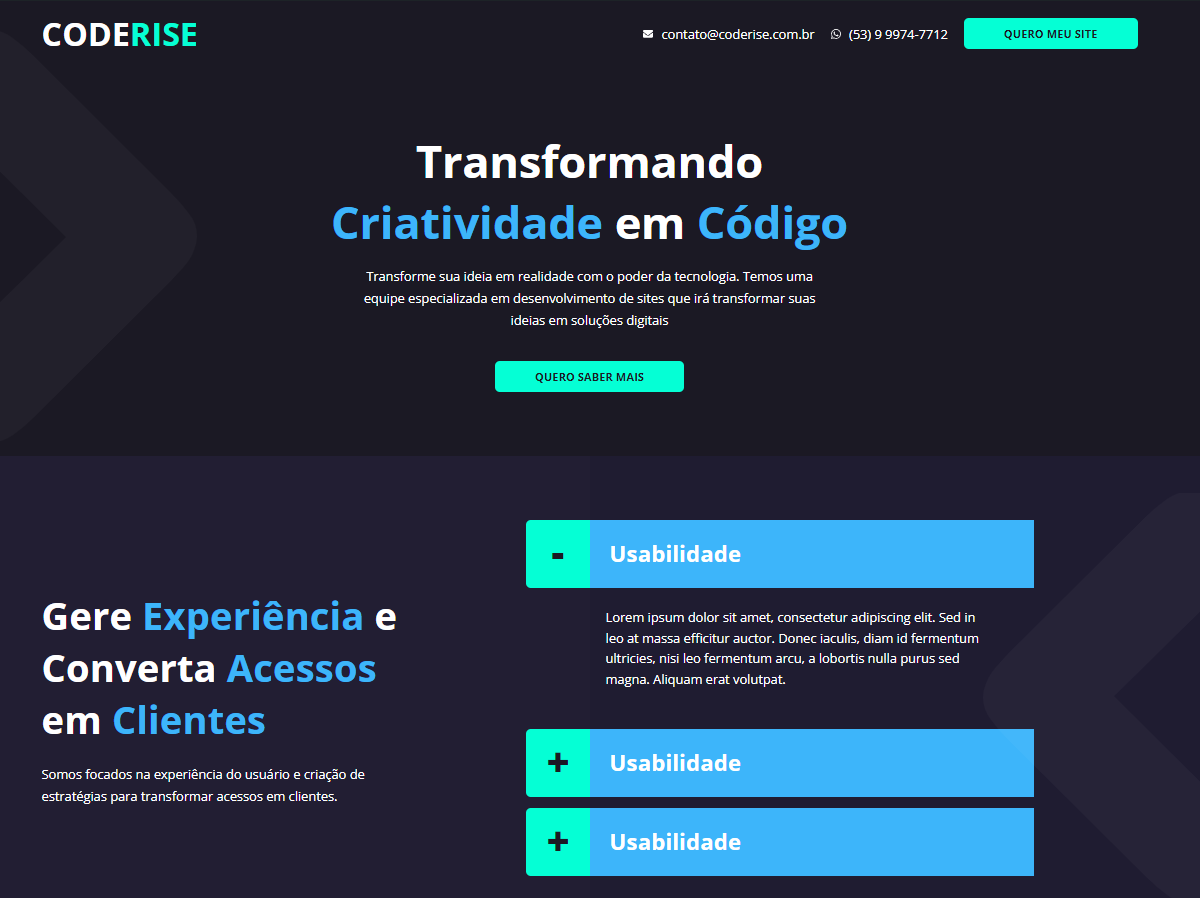 CODERISE
contato@coderise.com.br
(53) 9 9974-7712
QUERO MEU SITE
Transformando
Criatividade em Código
Transforme sua ideia em realidade com o poder da tecnologia. Temos uma
equipe especializada em desenvolvimento de sites que irá transformar suas
ideias em soluções digitais
QUERO SABER MAIS
Gere Experiência e
Converta Acessos
em Clientes
Somos focados na experiência do usuário e criação de
estratégias para transformar acessos em clientes.
- Usabilidade
Lorem ipsum dolor sit amet, consectetur adipiscing elit. Sed in
leo at massa efficitur auctor. Donec iaculis, diam id fermentum
ultricies, nisi leo fermentum arcu, a lobortis nulla purus sed
magna. Aliquam erat volutpat.
+ Usabilidade
+ Usabilidade